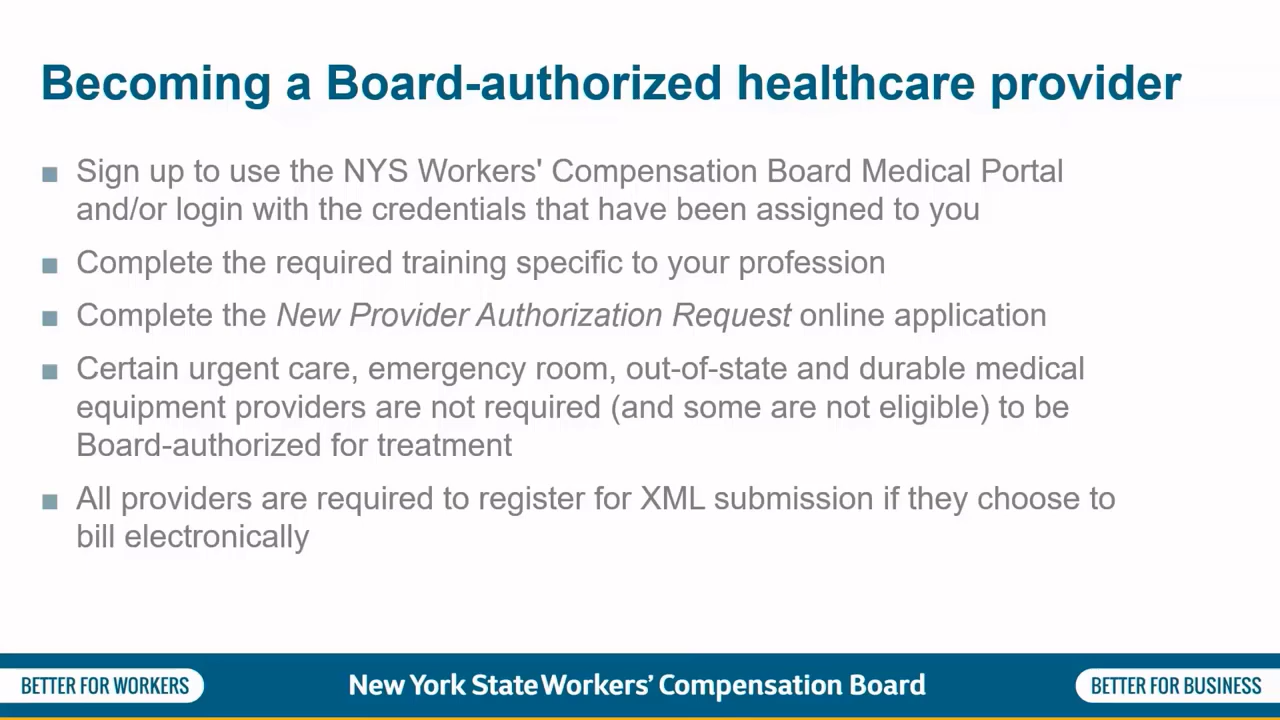 Becoming a Board-authorized healthcare provider
■ Sign up to use the NYS Workers' Compensation Board Medical Portal
and/or login with the credentials that have been assigned to you
■ Complete the required training specific to your profession
■ Complete the New Provider Authorization Request online application
■ Certain urgent care, emergency room, out-of-state and durable medical
equipment providers are not required (and some are not eligible) to be
Board-authorized for treatment
■ All providers are required to register for XML submission if they choose to
bill electronically
BETTER FOR WORKERS
New York State Workers’ Compensation Board
BETTER FOR BUSINESS